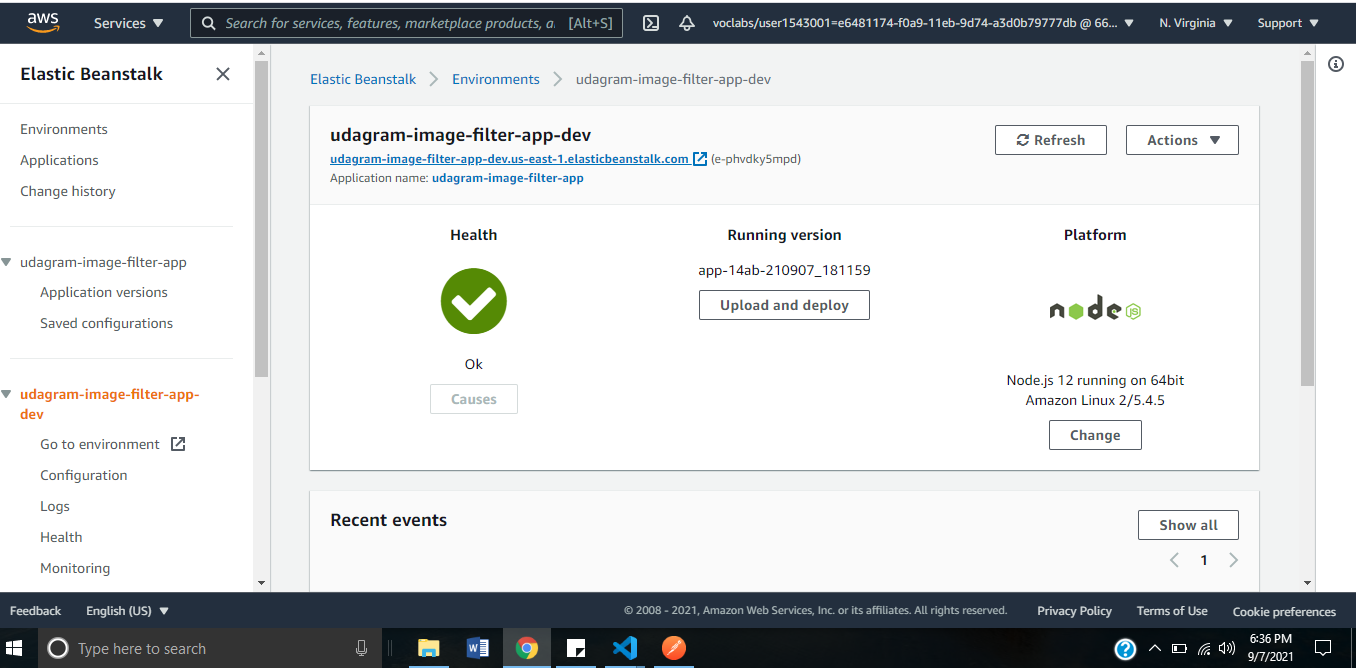 aws
Services
Search for services, features, marketplace products, a
[Alt+S]
voclabs/user1543001=e6481174-f0a9-11eb-9d74-a3d0b79777db @ 66...
N. Virginia
Support
Elastic Beanstalk
Environments
Applications
Change history
udagram-image-filter-app
Application versions
Saved configurations
udagram-image-filter-app-
dev
Go to environment
Configuration
Logs
Health
Monitoring
Elastic Beanstalk
Environments
udagram-image-filter-app-dev
udagram-image-filter-app-dev
udagram-image-filter-app-dev.us-east-1.elasticbeanstalk.com (e-phvdky5mpd)
Application name: udagram-image-filter-app
Refresh
Actions
Health
Ok
Causes
Running version
app-14ab-210907_181159
Upload and deploy
Platform
node JS
Node.js 12 running on 64bit
Amazon Linux 2/5.4.5
Change
Recent events
Show all
1
Feedback
English (US)
© 2008 - 2021, Amazon Web Services, Inc. or its affiliates. All rights reserved.
Privacy Policy
Terms of Use
Cookie preferences
Type here to search
6:36 PM
9/7/2021